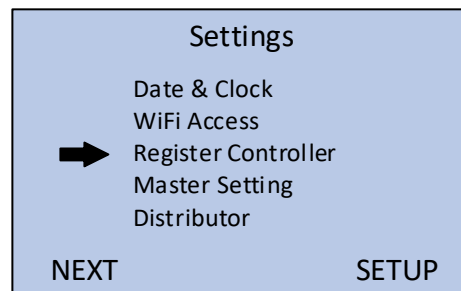 Settings
Date & Clock
WiFi Access
Register Controller
Master Setting
Distributor
NEXT SETUP